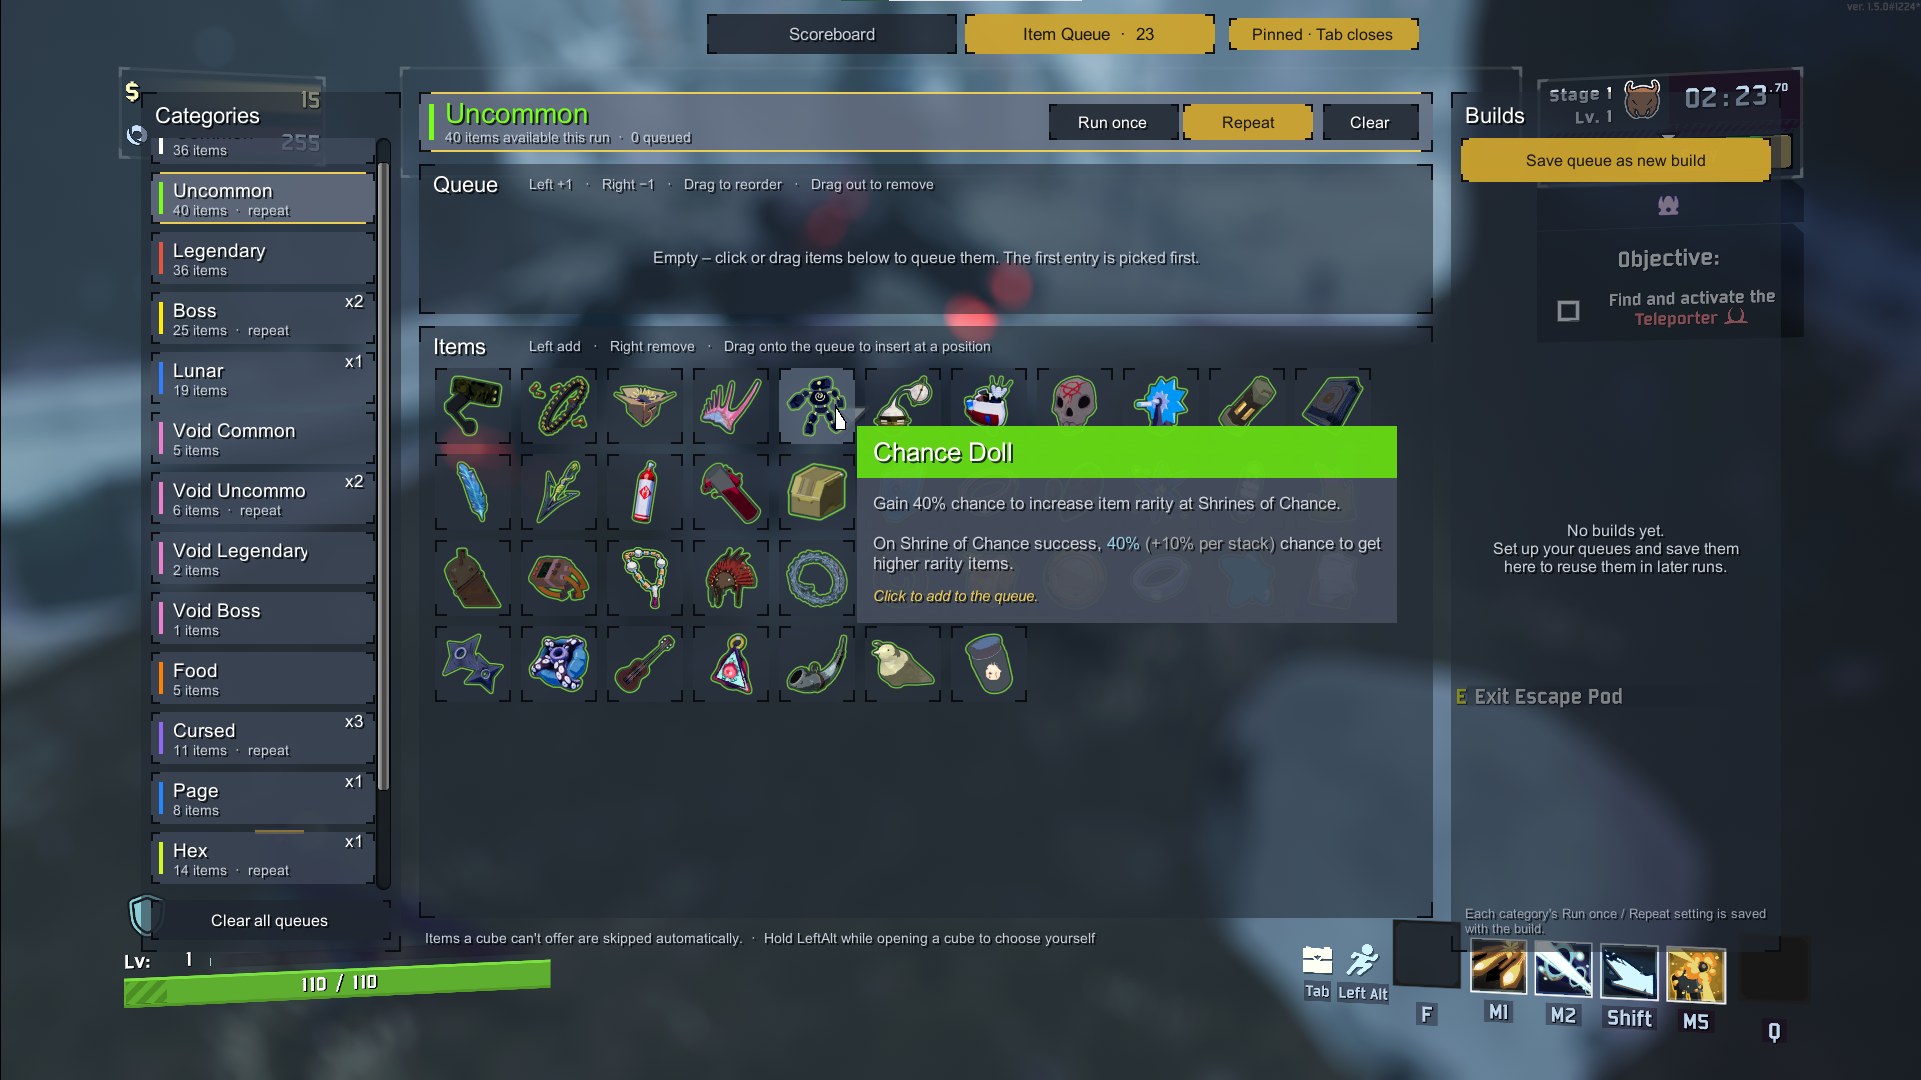 ver. 1.5.0#1224*
Scoreboard
Item Queue · 23
Pinned · Tab closes
$
15
255
Categories
36 items
Uncommon
40 items · repeat
Legendary
36 items
Boss
x2
25 items · repeat
Lunar
x1
19 items
Void Common
5 items
Void Uncommo
x2
6 items · repeat
Void Legendary
2 items
Void Boss
1 items
Food
5 items
Cursed
x3
11 items · repeat
Page
x1
8 items
Hex
x1
14 items · repeat
Clear all queues
Uncommon
40 items available this run · 0 queued
Run once
Repeat
Clear
Queue
Left +1 · Right −1 · Drag to reorder · Drag out to remove
Empty – click or drag items below to queue them. The first entry is picked first.
Items
Left add · Right remove · Drag onto the queue to insert at a position
Chance Doll
Gain 40% chance to increase item rarity at Shrines of Chance.
On Shrine of Chance success, 40% (+10% per stack) chance to get
higher rarity items.
Click to add to the queue.
Items a cube can't offer are skipped automatically. · Hold LeftAlt while opening a cube to choose yourself
Builds
Save queue as new build
No builds yet.
Set up your queues and save them
here to reuse them in later runs.
Each category's Run once / Repeat setting is saved
with the build.
Stage 1
Lv. 1
02:23.70
Objective:
Find and activate the
Teleporter
E Exit Escape Pod
Lv: 1
110 / 110
Tab
Left Alt
F
M1
M2
Shift
M5
Q